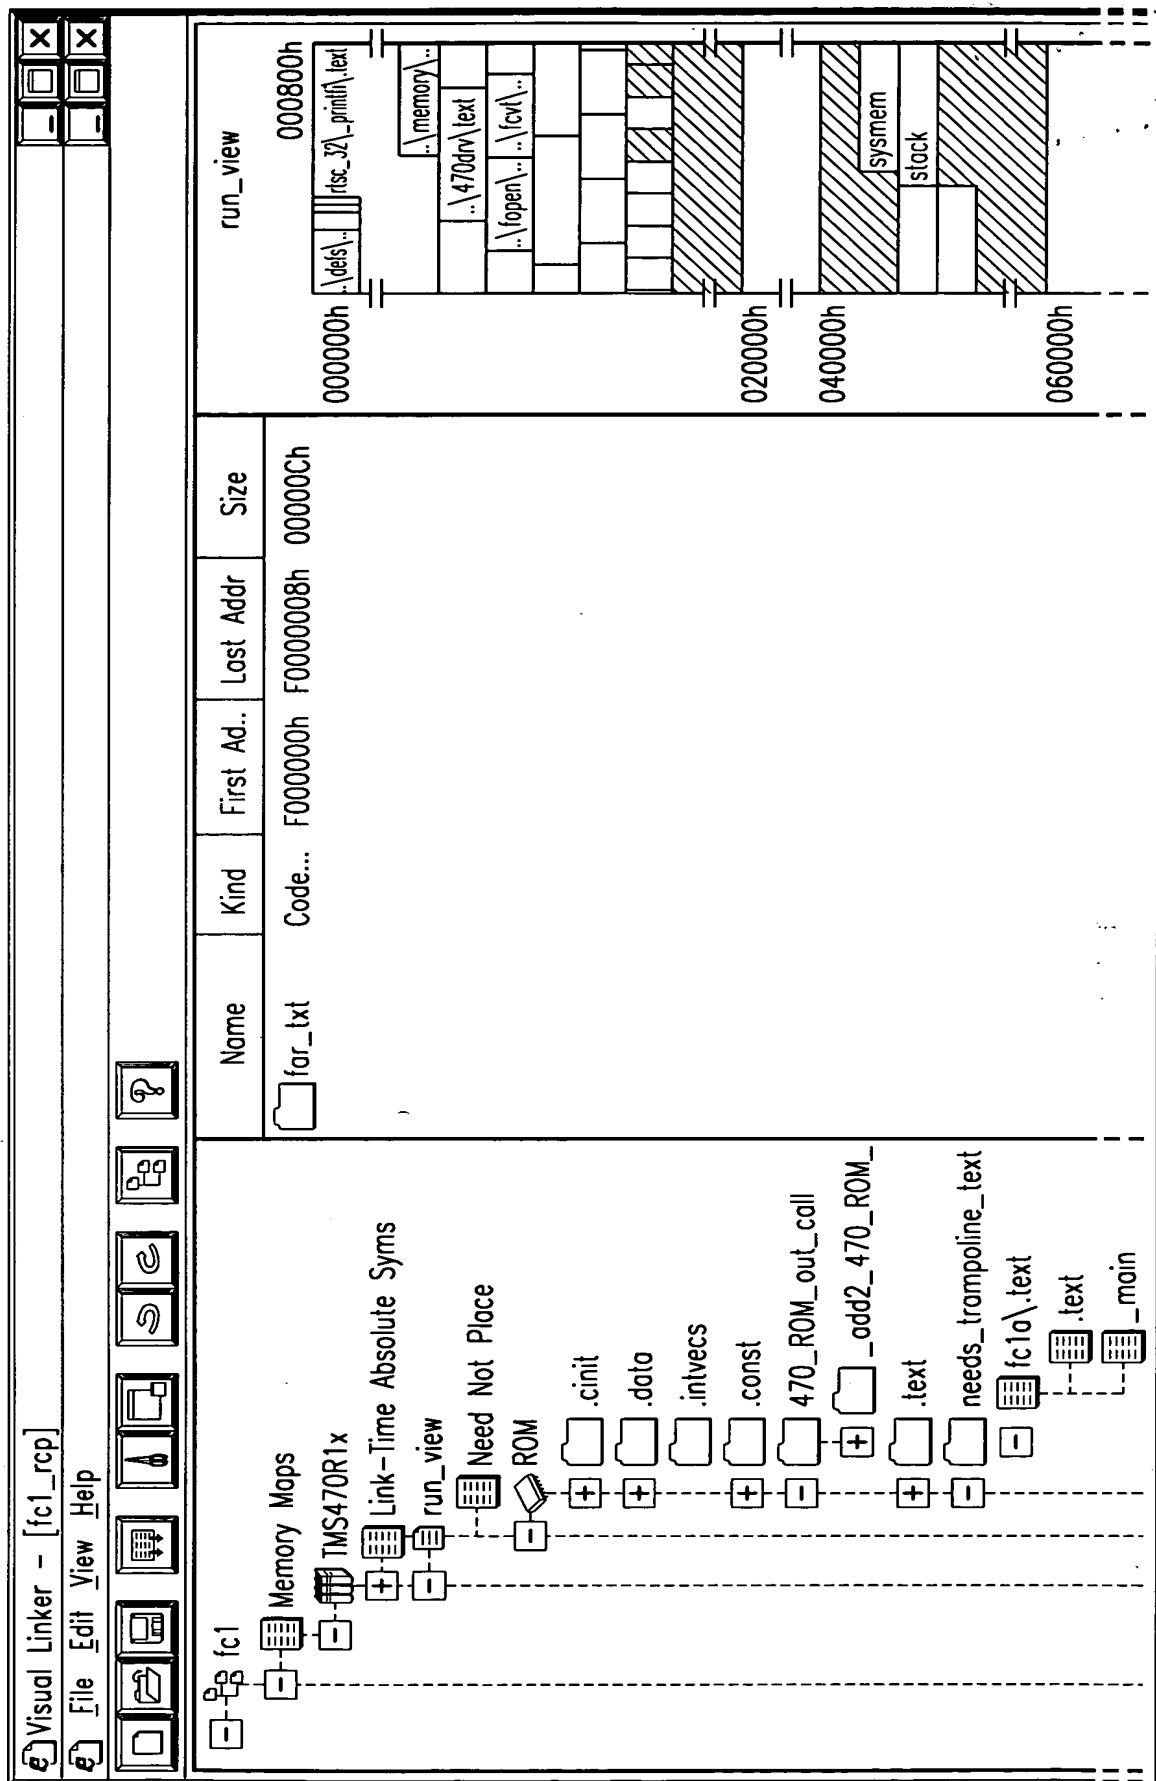 Visual Linker – [fc1_rcp]
File Edit View Help
fc1
Memory Maps
TMS470R1x
Link-Time Absolute Syms
run_view
Need Not Place
ROM
.cinit
.data
.intvecs
.const
470_ROM_out_call
_add2_470_ROM_
.text
needs_trampoline_text
fc1a\.text
.text
_main
Name Kind First Ad.. Last Addr Size
far_txt Code... F000000h F0000008h 00000Ch
run_view
000000h 000800h
..\defs\.. rtsc_32\_printfi\.text
..\memory\..
..\470drv\text
..\fopen\.. ..\fcvt\..
020000h
040000h
sysmem
stack
060000h